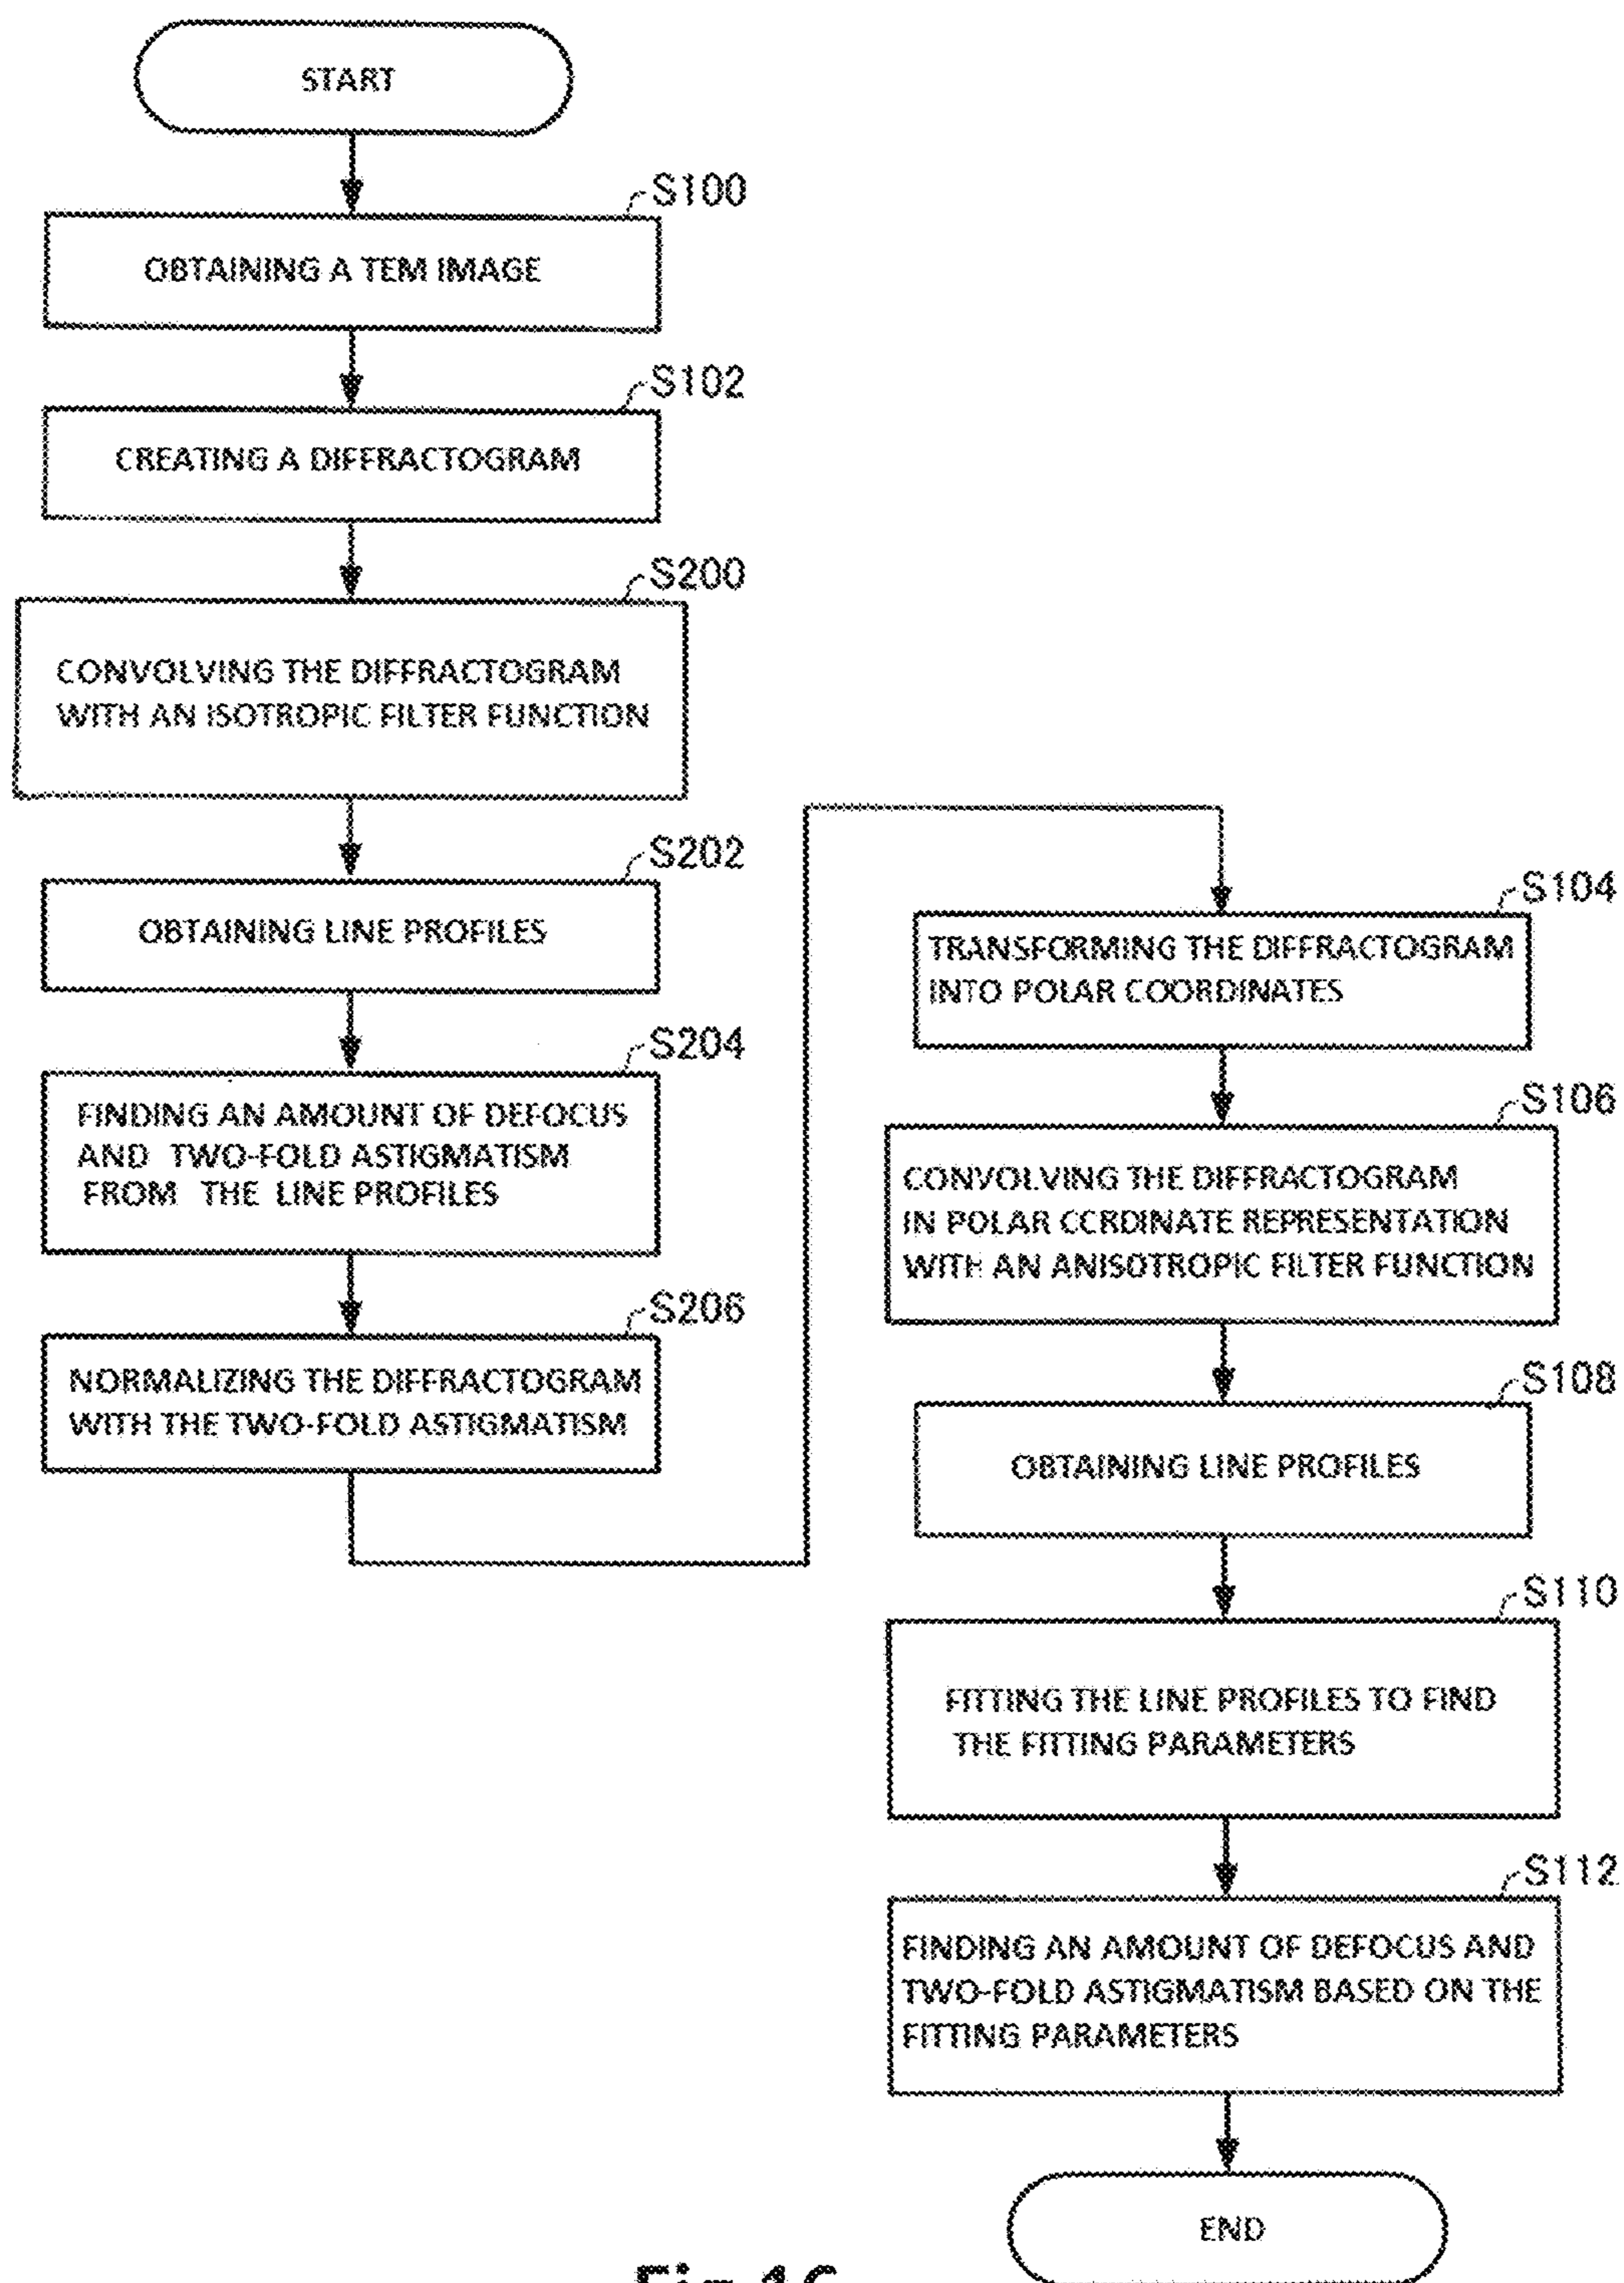 START
S100
OBTAINING A TEM IMAGE
S102
CREATING A DIFFRACTOGRAM
S200
CONVOLVING THE DIFFRACTOGRAM
WITH AN ISOTROPIC FILTER FUNCTION
S202
OBTAINING LINE PROFILES
S204
FINDING AN AMOUNT OF DEFOCUS
AND TWO-FOLD ASTIGMATISM
FROM THE LINE PROFILES
S206
NORMALIZING THE DIFFRACTOGRAM
WITH THE TWO-FOLD ASTIGMATISM
S104
TRANSFORMING THE DIFFRACTOGRAM
INTO POLAR COORDINATES
S106
CONVOLVING THE DIFFRACTOGRAM
IN POLAR CCRDINATE REPRESENTATION
WITH AN ANISOTROPIC FILTER FUNCTION
S108
OBTAINING LINE PROFILES
S110
FITTING THE LINE PROFILES TO FIND
THE FITTING PARAMETERS
S112
FINDING AN AMOUNT OF DEFOCUS AND
TWO-FOLD ASTIGMATISM BASED ON THE
FITTING PARAMETERS
END